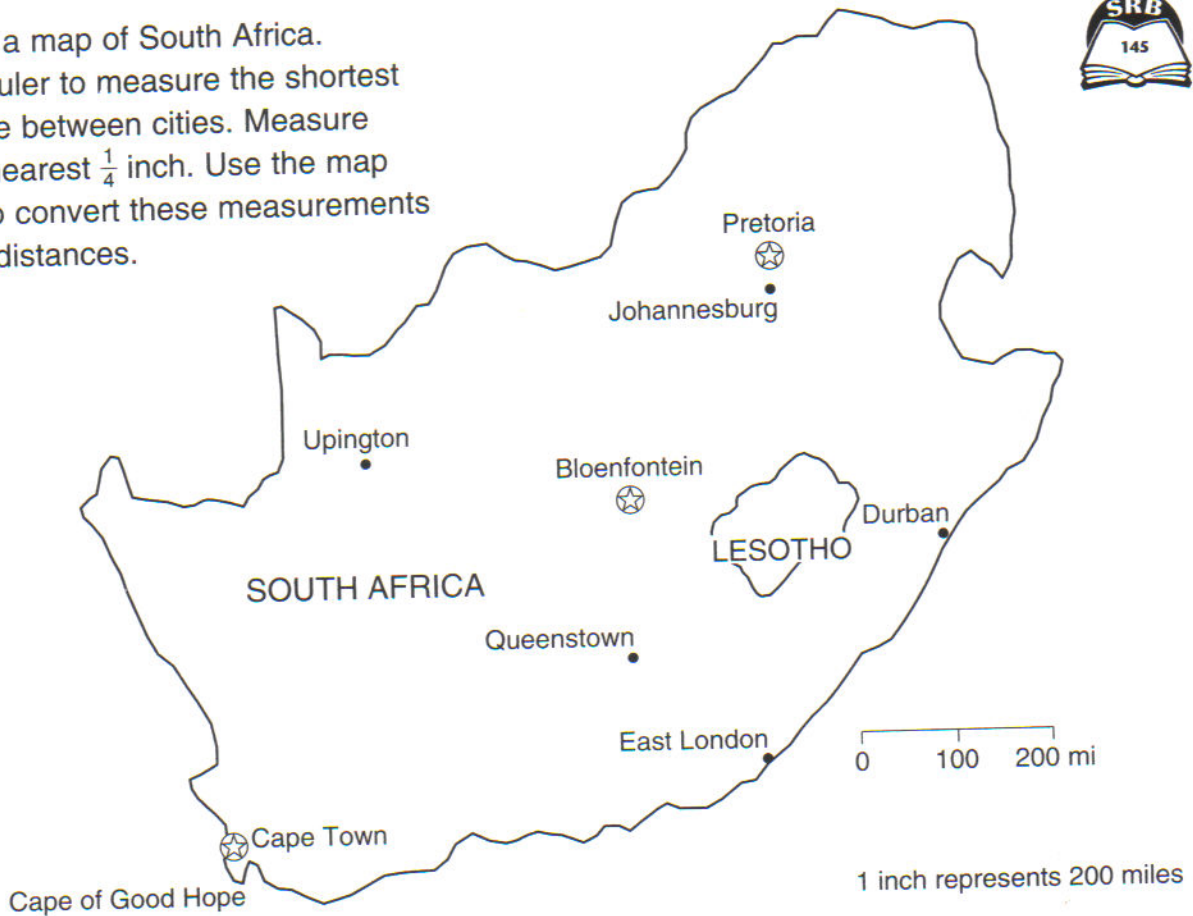 a map of South Africa.
uler to measure the shortest
e between cities. Measure
earest 1/4 inch. Use the map
o convert these measurements
distances.
SRB
145
Pretoria
Johannesburg
Upington
Bloenfontein
Durban
LESOTHO
SOUTH AFRICA
Queenstown
East London
0 100 200 mi
Cape Town
Cape of Good Hope
1 inch represents 200 miles